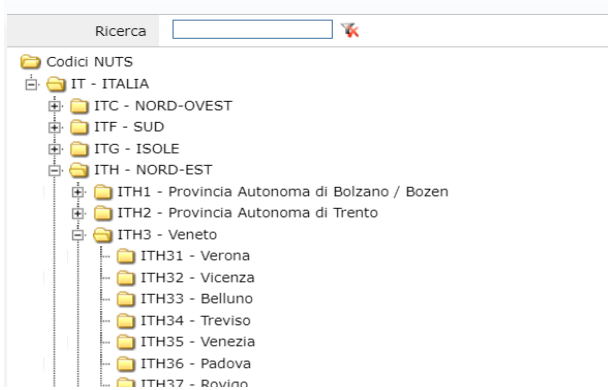 Ricerca
Codici NUTS
IT - ITALIA
ITC - NORD-OVEST
ITF - SUD
ITG - ISOLE
ITH - NORD-EST
ITH1 - Provincia Autonoma di Bolzano / Bozen
ITH2 - Provincia Autonoma di Trento
ITH3 - Veneto
ITH31 - Verona
ITH32 - Vicenza
ITH33 - Belluno
ITH34 - Treviso
ITH35 - Venezia
ITH36 - Padova
ITH37 - Rovigo